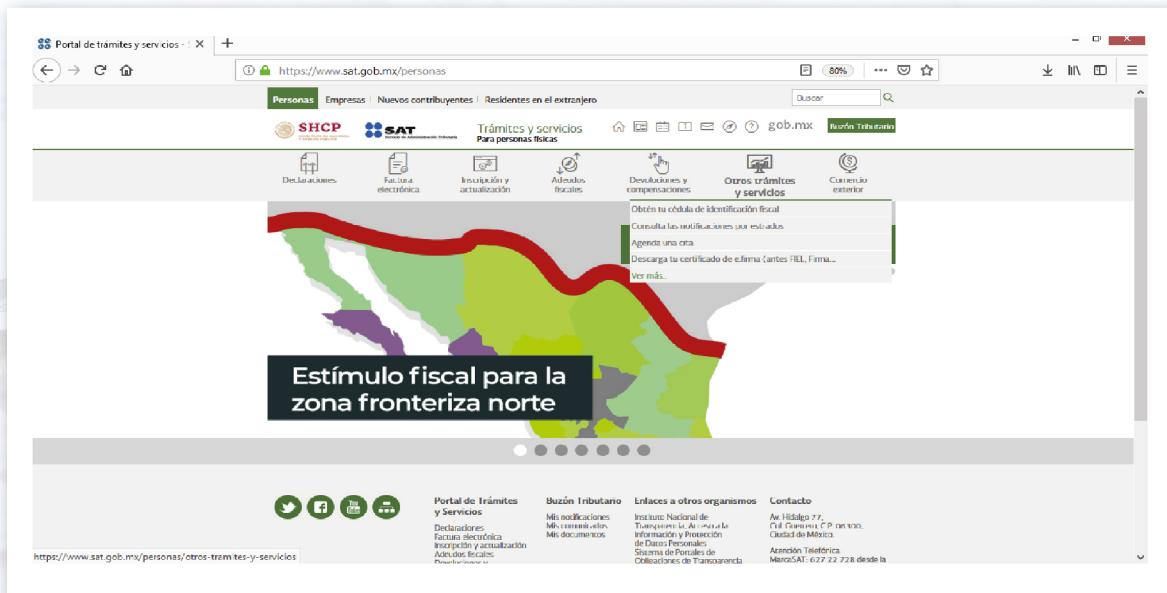 Portal de trámites y servicios - S
https://www.sat.gob.mx/personas
80%
Personas Empresas Nuevos contribuyentes Residentes en el extranjero
Buscar
SHCP
SAT
Trámites y servicios
Para personas físicas
gob.mx
Buzón Tributario
Declaraciones
Factura electrónica
Inscripción y actualización
Adeudos fiscales
Devoluciones y compensaciones
Otros trámites y servicios
Comercio exterior
Obtén tu cédula de identificación fiscal
Consulta las notificaciones por estrados
Agenda una cita
Descarga tu certificado de e.firma (antes FIEL, Firma...
Ver más..
Estímulo fiscal para la
zona fronteriza norte
Portal de Trámites
y Servicios
Declaraciones
Factura electrónica
Inscripción y actualización
Adeudos fiscales
Devoluciones y
Buzón Tributario
Mis notificaciones
Mis comunicados
Mis documentos
Enlaces a otros organismos
Instituto Nacional de
Transparencia, Acceso a la
Información y Protección
de Datos Personales
Sistema de Portales de
Obligaciones de Transparencia
Contacto
Av. Hidalgo 77,
Col. Guerrero, C.P. 06300,
Ciudad de México.
Atención Telefónica
MarcaSAT: 627 22 728 desde la
https://www.sat.gob.mx/personas/otros-tramites-y-servicios